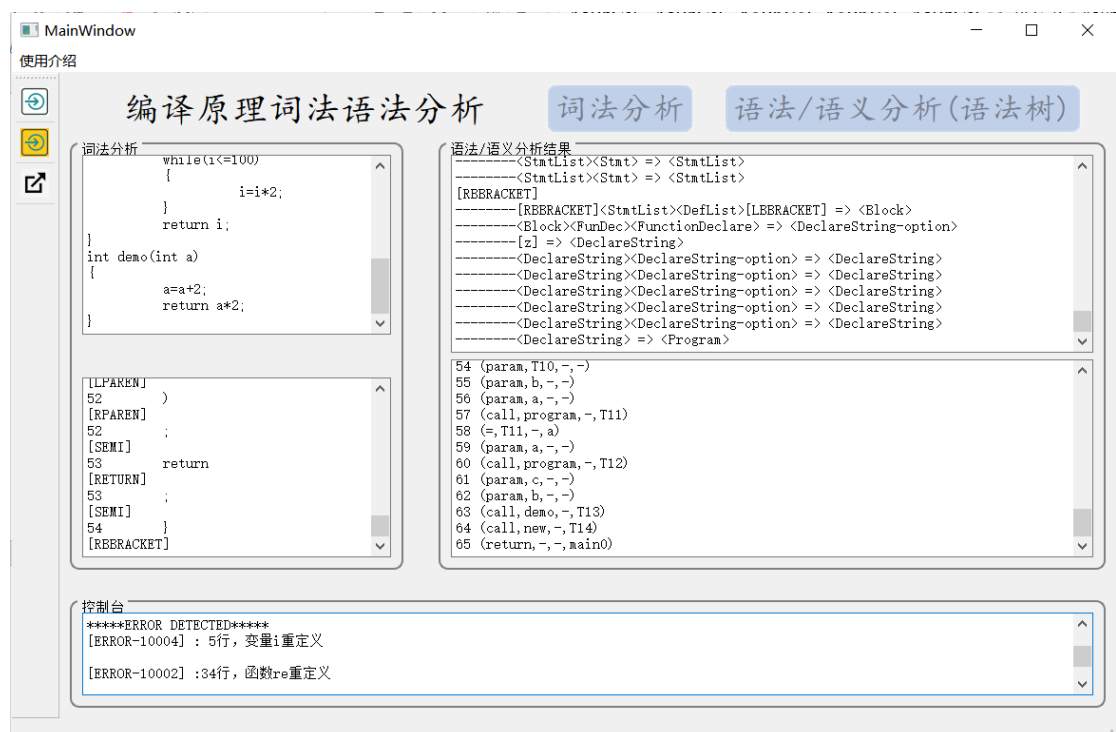 MainWindow
使用介绍
编译原理词法语法分析
词法分析
语法/语义分析(语法树)
词法分析
while(i<=100)
{
i=i*2;
}
return i;
}
int demo(int a)
{
a=a+2;
return a*2;
}
[LPAREN]
52 )
[RPAREN]
52 ;
[SEMI]
53 return
[RETURN]
53 ;
[SEMI]
54 }
[RBBRACKET]
语法/语义分析结果
--------<StmtList><Stmt> => <StmtList>
--------<StmtList><Stmt> => <StmtList>
[RBBRACKET]
--------[RBBRACKET]<StmtList><DefList>[LBBRACKET] => <Block>
--------<Block><FunDec><FunctionDeclare> => <DeclareString-option>
--------[z] => <DeclareString>
--------<DeclareString><DeclareString-option> => <DeclareString>
--------<DeclareString><DeclareString-option> => <DeclareString>
--------<DeclareString><DeclareString-option> => <DeclareString>
--------<DeclareString><DeclareString-option> => <DeclareString>
--------<DeclareString><DeclareString-option> => <DeclareString>
--------<DeclareString> => <Program>
54 (param,T10,-,-)
55 (param,b,-,-)
56 (param,a,-,-)
57 (call,program,-,T11)
58 (=,T11,-,a)
59 (param,a,-,-)
60 (call,program,-,T12)
61 (param,c,-,-)
62 (param,b,-,-)
63 (call,demo,-,T13)
64 (call,new,-,T14)
65 (return,-,-,main0)
控制台
*****ERROR DETECTED*****
[ERROR-10004] : 5行，变量i重定义
[ERROR-10002] :34行，函数re重定义